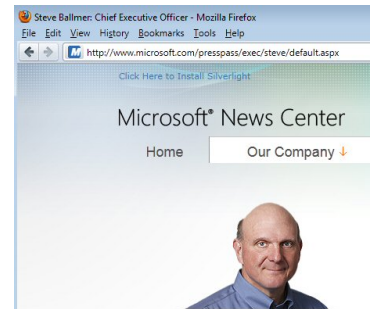 Steve Ballmer: Chief Executive Officer - Mozilla Firefox
File Edit View History Bookmarks Tools Help
http://www.microsoft.com/presspass/exec/steve/default.aspx
Click Here to Install Silverlight
Microsoft® News Center
Home Our Company ↓